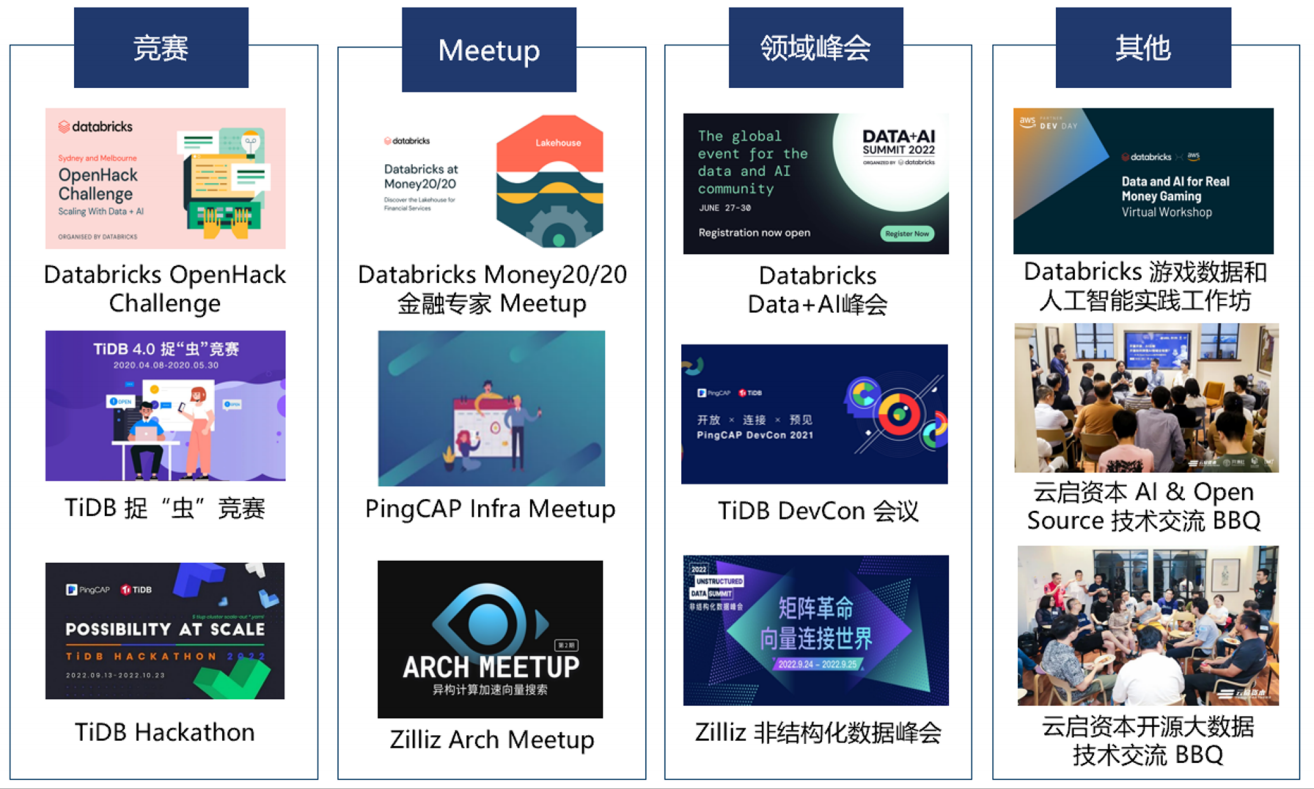 竞赛
databricks
Sydney and Melbourne
OpenHack
Challenge
Scaling With Data + AI
ORGANISED BY DATABRICKS
Databricks OpenHack
Challenge
TiDB 4.0 捉“虫”竞赛
2020.04.08-2020.05.30
OPEN
TiDB 捉“虫”竞赛
PingCAP TiDB
POSSIBILITY AT SCALE
TiDB HACKATHON 2022
2022.09.13-2022.10.23
TiDB Hackathon
Meetup
databricks
Databricks at
Money20/20
Discover the Lakehouse for
Financial Services
Lakehouse
Databricks Money20/20
金融专家 Meetup
PingCAP Infra Meetup
第2期
ARCH MEETUP
异构计算加速向量搜索
Zilliz Arch Meetup
领域峰会
The global
event for the
data and AI
community
JUNE 27-30
Registration now open
DATA+AI
SUMMIT 2022
ORGANIZED BY databricks
Register Now
Databricks
Data+AI峰会
PingCAP TiDB
开放 × 连接 × 预见
PingCAP DevCon 2021
TiDB DevCon 会议
2022
UNSTRUCTURED
DATA SUMMIT
非结构化数据峰会
矩阵革命
向量连接世界
2022.9.24 – 2022.9.25
Zilliz 非结构化数据峰会
其他
aws PARTNER
DEV DAY
databricks × aws
Data and AI for Real
Money Gaming
Virtual Workshop
Databricks 游戏数据和
人工智能实践工作坊
云启资本
云启资本 AI & Open
Source 技术交流 BBQ
云启资本
云启资本开源大数据
技术交流 BBQ